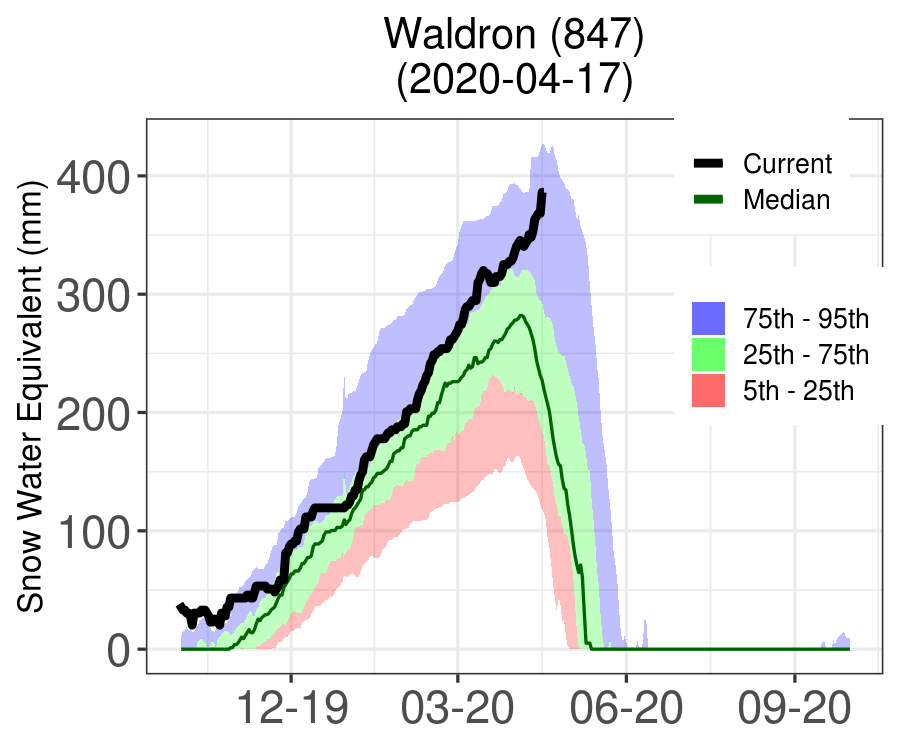 Waldron (847)
(2020-04-17)
Snow Water Equivalent (mm)
400
300
200
100
0
12-19
03-20
06-20
09-20
Current
Median
75th - 95th
25th - 75th
5th - 25th